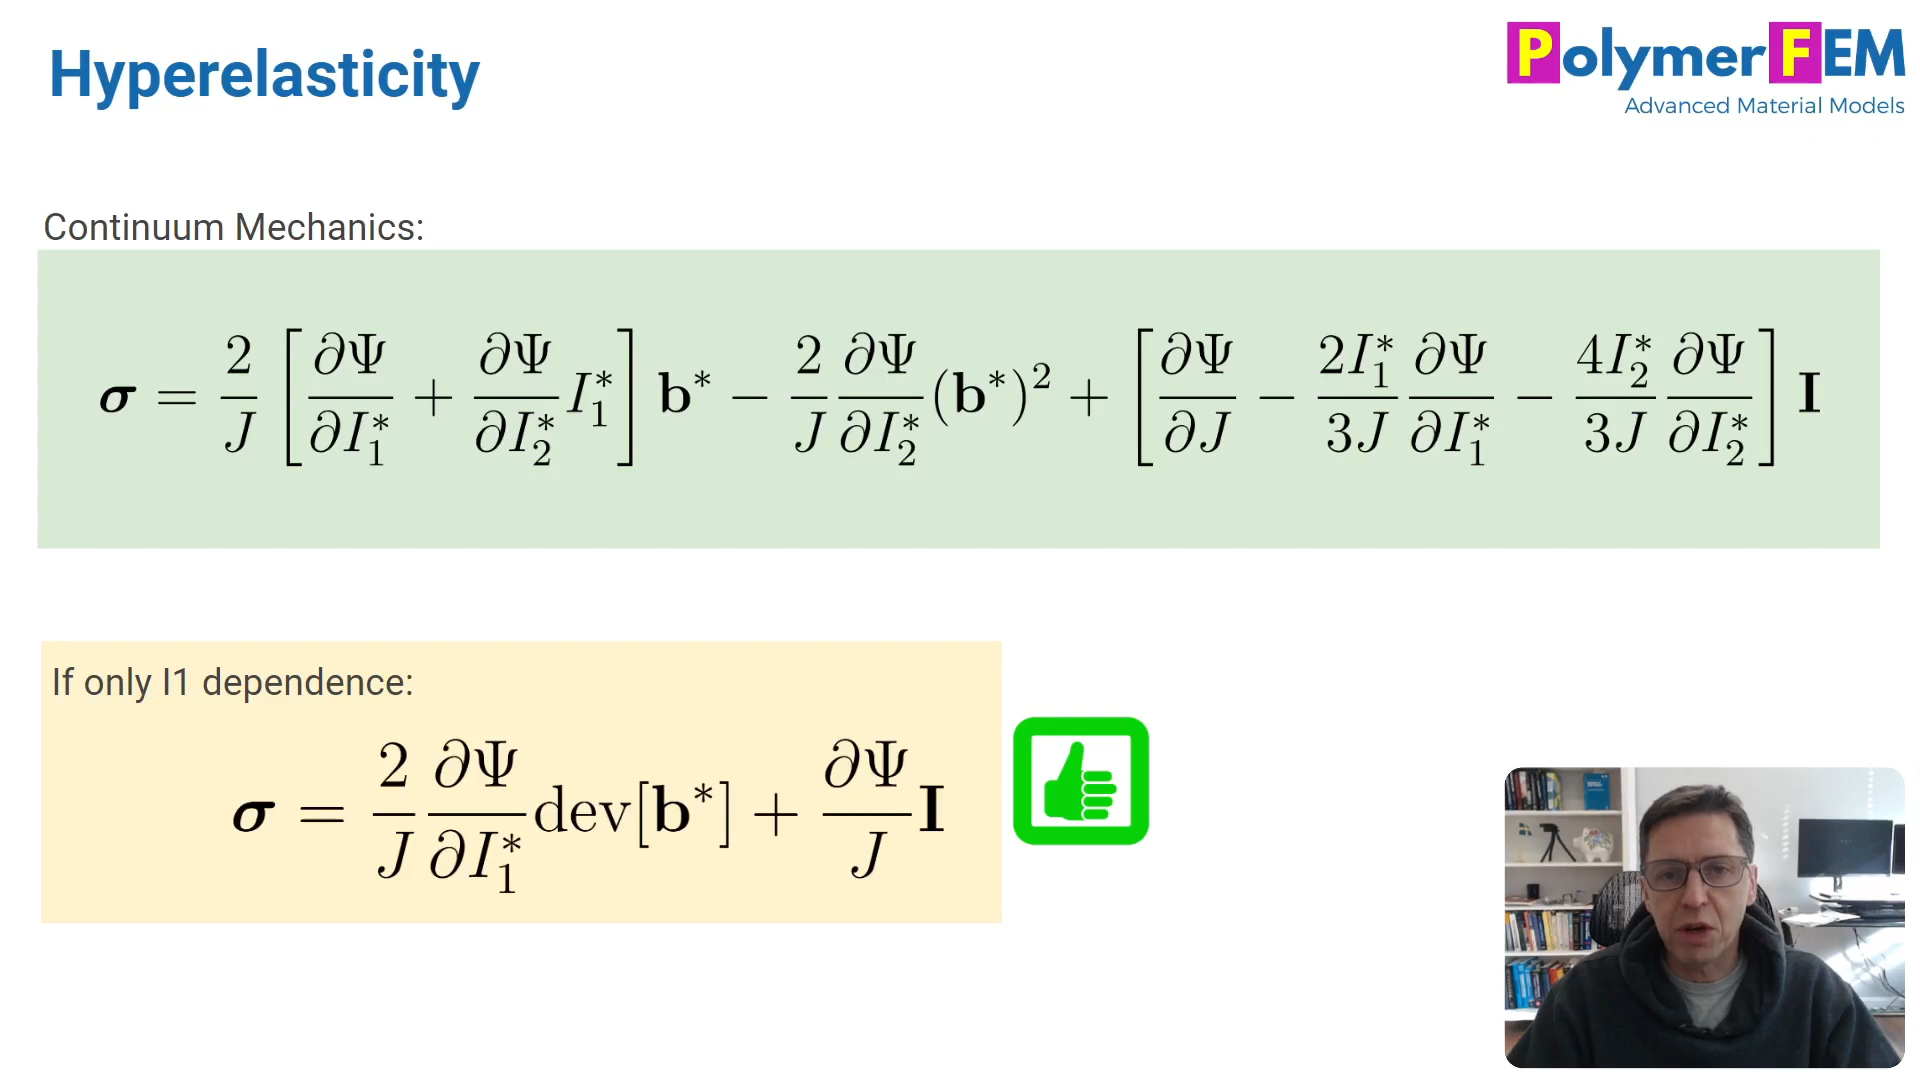 Hyperelasticity
PolymerFEM
Advanced Material Models
Continuum Mechanics:
σ = 2/J [∂Ψ/∂I₁* + ∂Ψ/∂I₂* I₁*] b* − 2/J ∂Ψ/∂I₂* (b*)² + [∂Ψ/∂J − 2I₁*/3J ∂Ψ/∂I₁* − 4I₂*/3J ∂Ψ/∂I₂*] I
If only I1 dependence:
σ = 2/J ∂Ψ/∂I₁* dev[b*] + ∂Ψ/J I